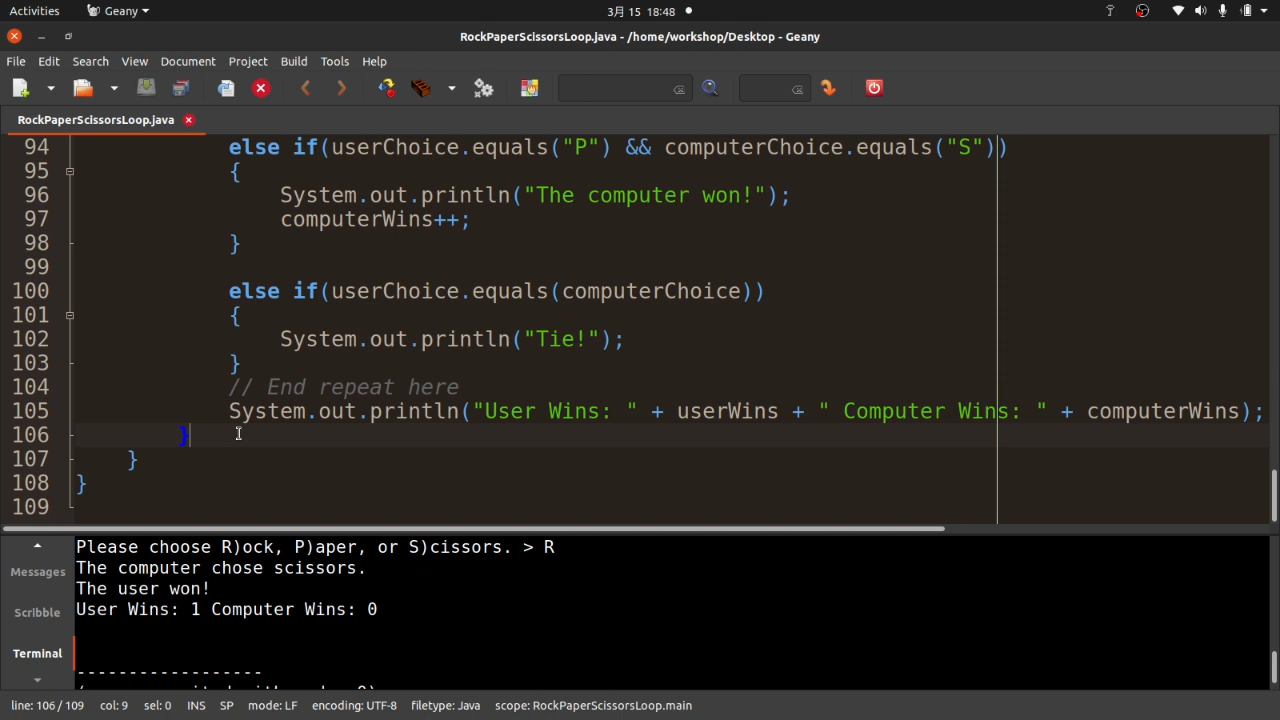 Activities Geany 3月 15 18:48
RockPaperScissorsLoop.java - /home/workshop/Desktop - Geany
File Edit Search View Document Project Build Tools Help
RockPaperScissorsLoop.java
94 else if(userChoice.equals("P") && computerChoice.equals("S"))
95 {
96 System.out.println("The computer won!");
97 computerWins++;
98 }
99
100 else if(userChoice.equals(computerChoice))
101 {
102 System.out.println("Tie!");
103 }
104 // End repeat here
105 System.out.println("User Wins: " + userWins + " Computer Wins: " + computerWins);
106 }
107 }
108 }
109
Messages
Scribble
Terminal
Please choose R)ock, P)aper, or S)cissors. > R
The computer chose scissors.
The user won!
User Wins: 1 Computer Wins: 0
------------------
line: 106 / 109 col: 9 sel: 0 INS SP mode: LF encoding: UTF-8 filetype: Java scope: RockPaperScissorsLoop.main